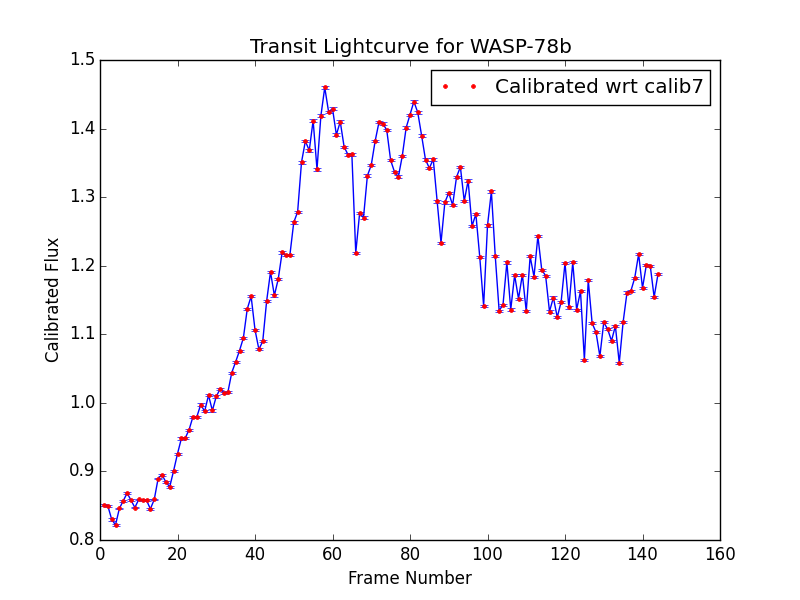 Transit Lightcurve for WASP-78b
Calibrated wrt calib7
1.5
1.4
1.3
1.2
1.1
1.0
0.9
0.8
Calibrated Flux
0 20 40 60 80 100 120 140 160
Frame Number